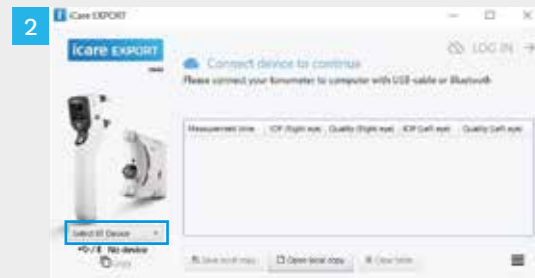 2
iCare EXPORT
icare EXPORT
LOG IN
Connect device to continue
Please connect your tonometer to computer with USB-cable or Bluetooth
Measurement time IOP (Right eye) Quality (Right eye) IOP (Left eye) Quality (Left eye)
Select BT Device
No device
Save local copy Open local copy Clear table